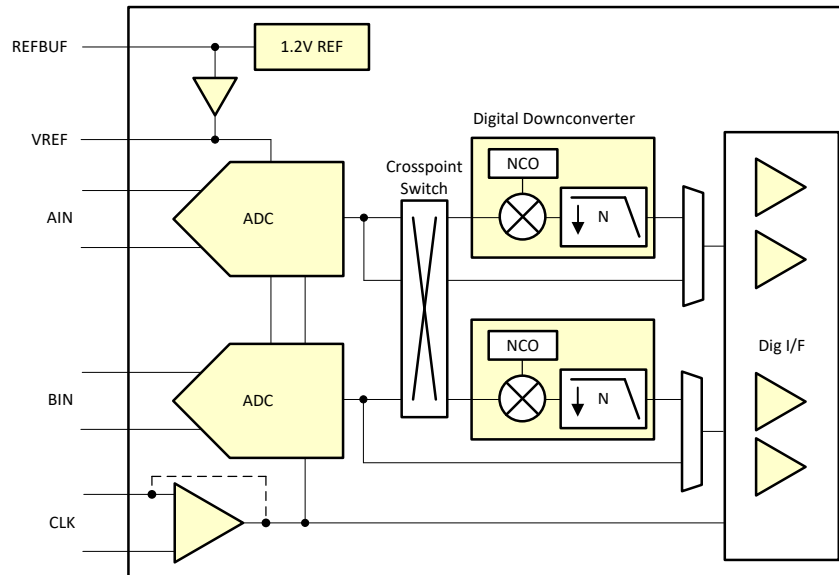 REFBUF
1.2V REF
VREF
Digital Downconverter
NCO
Crosspoint
Switch
AIN
ADC
N
NCO
Dig I/F
BIN
ADC
N
CLK